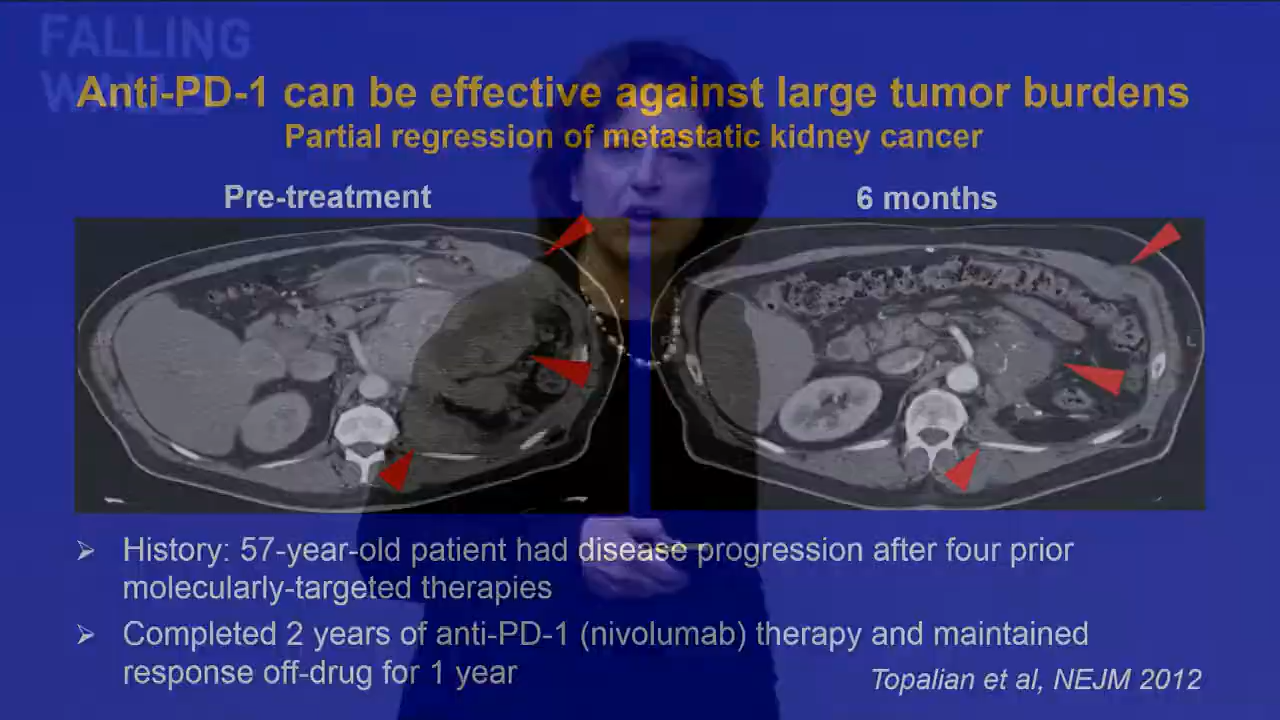 FALLING
WALLS
Anti-PD-1 can be effective against large tumor burdens
Partial regression of metastatic kidney cancer
Pre-treatment
6 months
L
➢ History: 57-year-old patient had disease progression after four prior
molecularly-targeted therapies
➢ Completed 2 years of anti-PD-1 (nivolumab) therapy and maintained
response off-drug for 1 year
Topalian et al, NEJM 2012